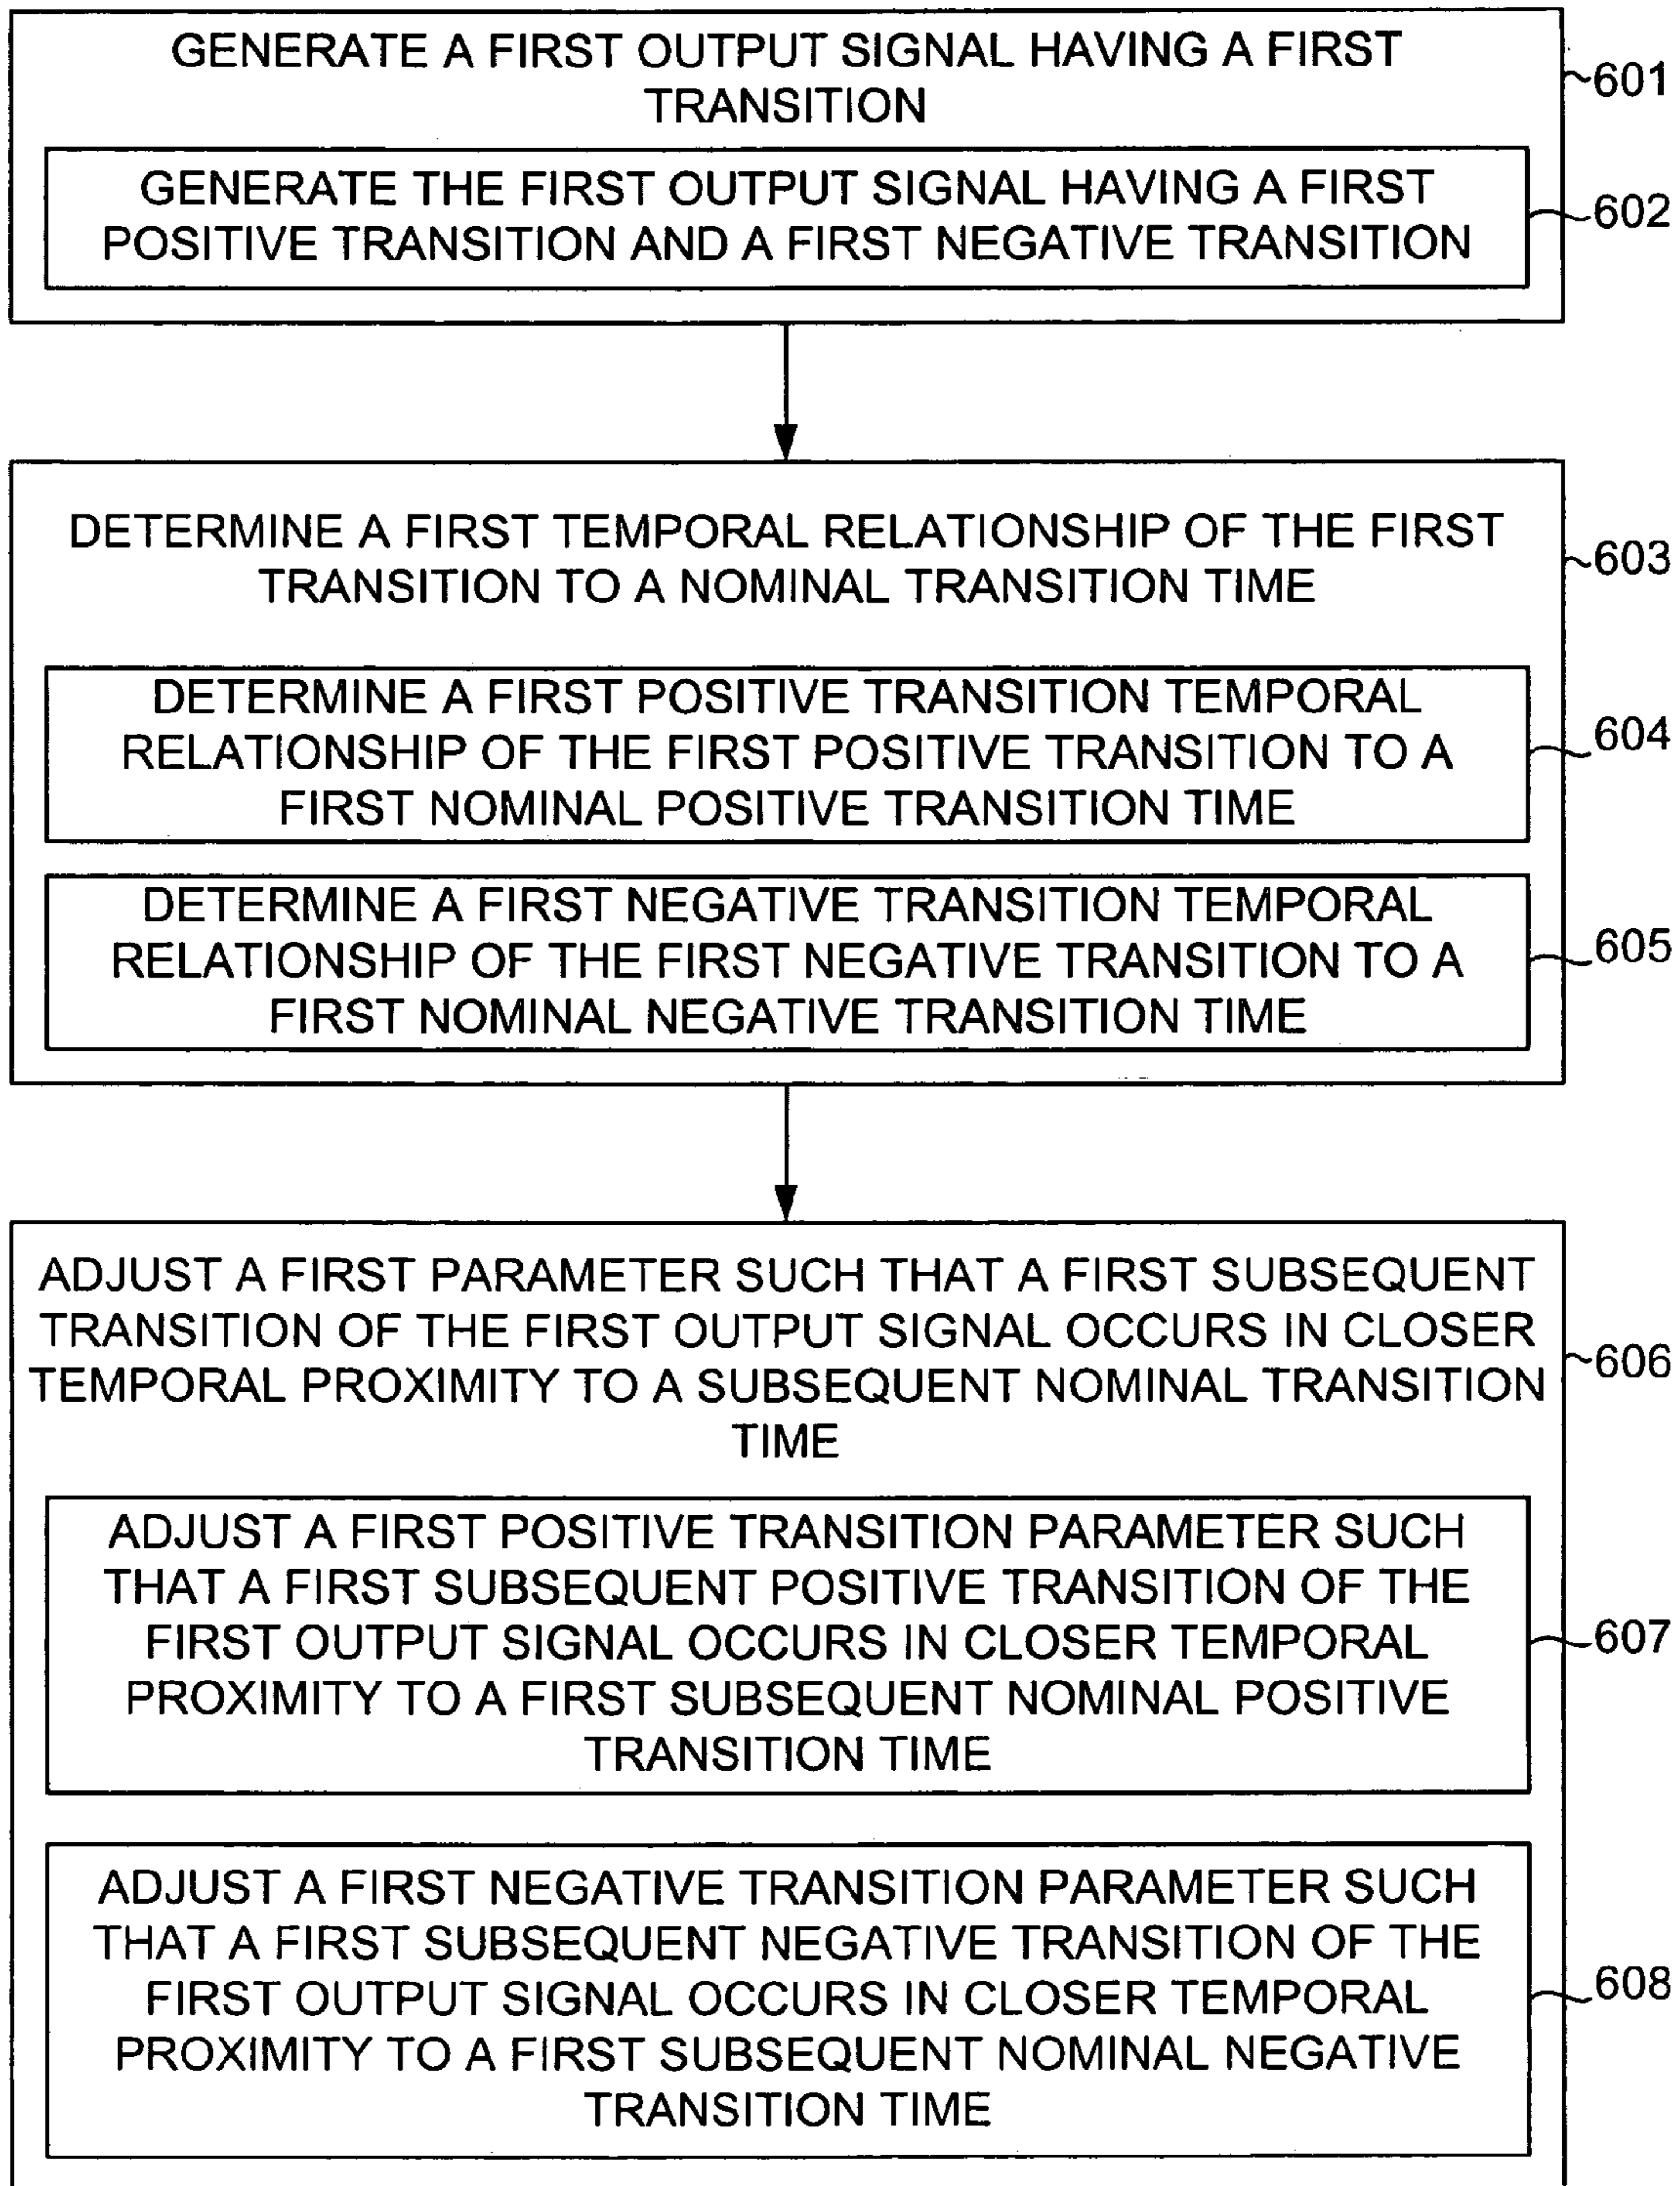 GENERATE A FIRST OUTPUT SIGNAL HAVING A FIRST
TRANSITION
601
GENERATE THE FIRST OUTPUT SIGNAL HAVING A FIRST
POSITIVE TRANSITION AND A FIRST NEGATIVE TRANSITION
602
DETERMINE A FIRST TEMPORAL RELATIONSHIP OF THE FIRST
TRANSITION TO A NOMINAL TRANSITION TIME
603
DETERMINE A FIRST POSITIVE TRANSITION TEMPORAL
RELATIONSHIP OF THE FIRST POSITIVE TRANSITION TO A
FIRST NOMINAL POSITIVE TRANSITION TIME
604
DETERMINE A FIRST NEGATIVE TRANSITION TEMPORAL
RELATIONSHIP OF THE FIRST NEGATIVE TRANSITION TO A
FIRST NOMINAL NEGATIVE TRANSITION TIME
605
ADJUST A FIRST PARAMETER SUCH THAT A FIRST SUBSEQUENT
TRANSITION OF THE FIRST OUTPUT SIGNAL OCCURS IN CLOSER
TEMPORAL PROXIMITY TO A SUBSEQUENT NOMINAL TRANSITION
TIME
606
ADJUST A FIRST POSITIVE TRANSITION PARAMETER SUCH
THAT A FIRST SUBSEQUENT POSITIVE TRANSITION OF THE
FIRST OUTPUT SIGNAL OCCURS IN CLOSER TEMPORAL
PROXIMITY TO A FIRST SUBSEQUENT NOMINAL POSITIVE
TRANSITION TIME
607
ADJUST A FIRST NEGATIVE TRANSITION PARAMETER SUCH
THAT A FIRST SUBSEQUENT NEGATIVE TRANSITION OF THE
FIRST OUTPUT SIGNAL OCCURS IN CLOSER TEMPORAL
PROXIMITY TO A FIRST SUBSEQUENT NOMINAL NEGATIVE
TRANSITION TIME
608